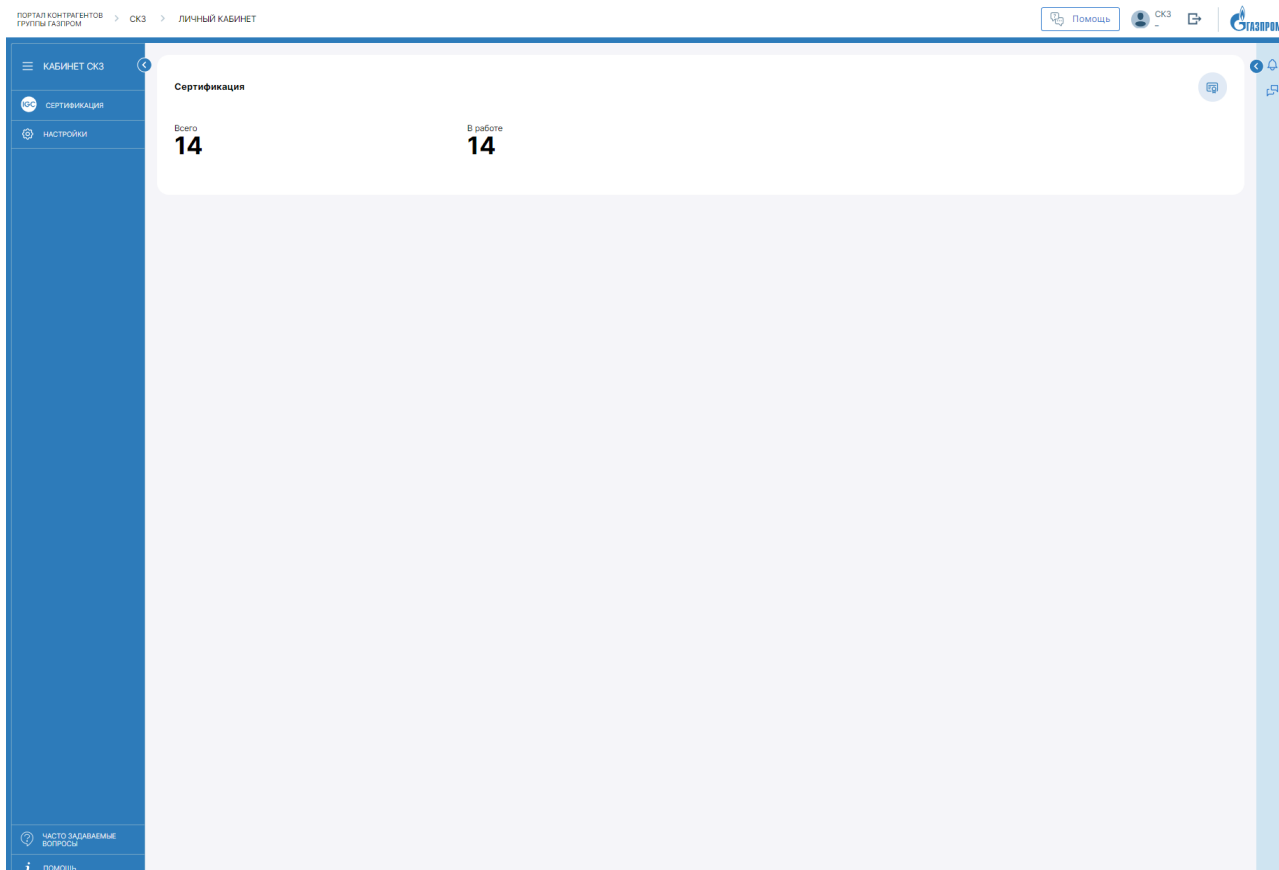 ПОРТАЛ КОНТРАГЕНТОВ
ГРУППЫ ГАЗПРОМ
СКЗ
ЛИЧНЫЙ КАБИНЕТ
Помощь
СКЗ
–
ГАЗПРОМ
КАБИНЕТ СКЗ
IGC СЕРТИФИКАЦИЯ
НАСТРОЙКИ
Сертификация
Всего
14
В работе
14
ЧАСТО ЗАДАВАЕМЫЕ
ВОПРОСЫ
ПОМОЩЬ